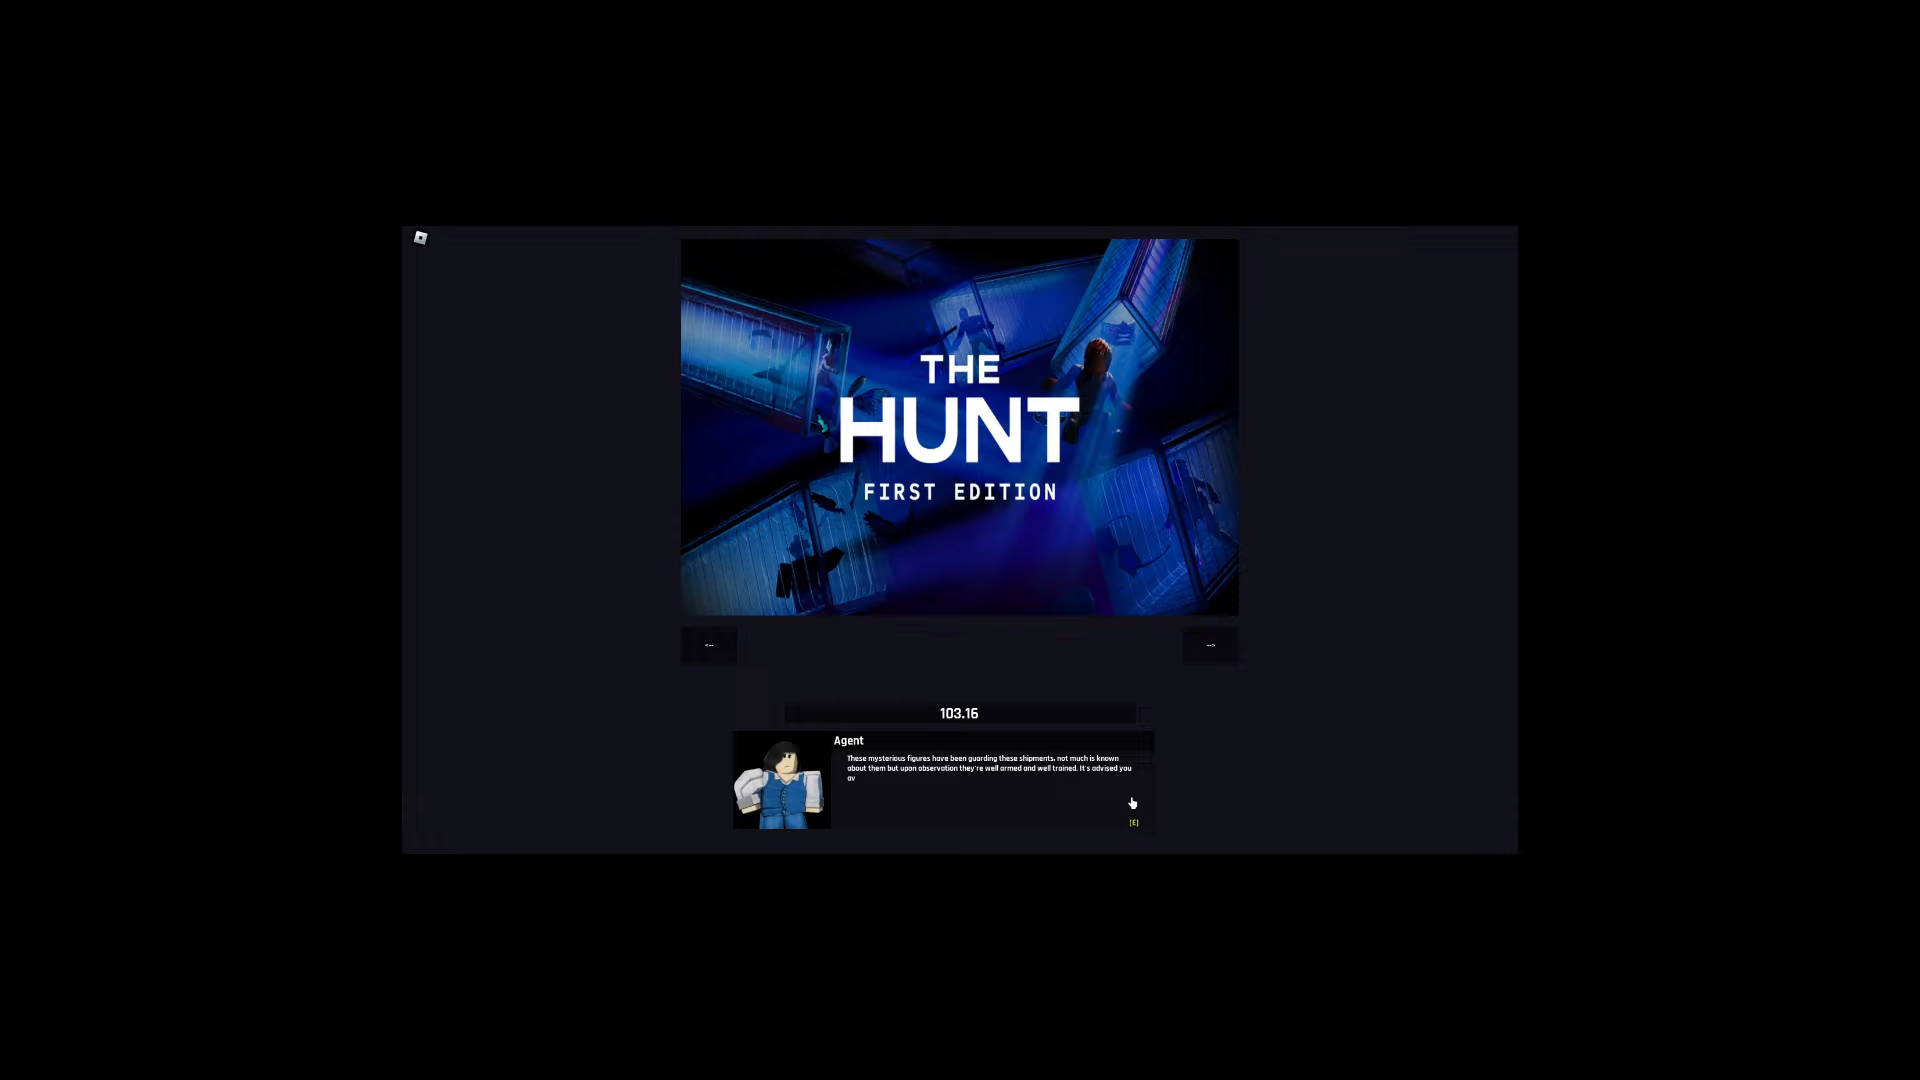 THE
HUNT
FIRST EDITION
<-- -->
103.16
Agent
These mysterious figures have been guarding these shipments, not much is known
about them but upon observation they're well armed and well trained. It's advised you
av
[E]